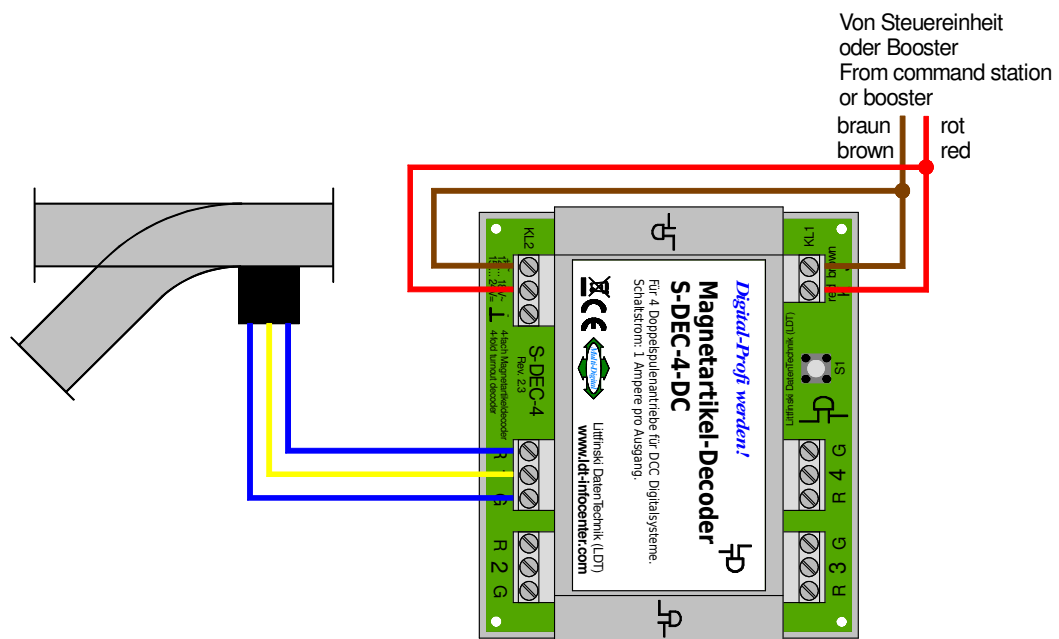 Von Steuereinheit
oder Booster
From command station
or booster
braun rot
brown red
KL2
S-DEC-4
Rev. 2.3
4-fach Magnetartikeldecoder
4-fold turnout decoder
R
G
R 2 G
Digital-Profi werden!
Magnetartikel-Decoder
S-DEC-4-DC
Für 4 Doppelspulenantriebe für DCC Digitalsysteme.
Schaltstrom: 1 Ampere pro Ausgang.
CE
Multi-Digital
Littfinski DatenTechnik (LDT)
www.ldt-infocenter.com
KL1
brown
S1
Littfinski Datentechnik (LDT)
R 4 G
R 3 G